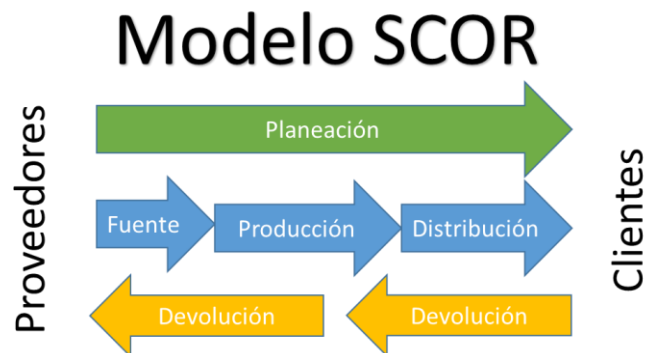 Modelo SCOR
Proveedores
Planeación
Fuente
Producción
Distribución
Devolución
Devolución
Clientes